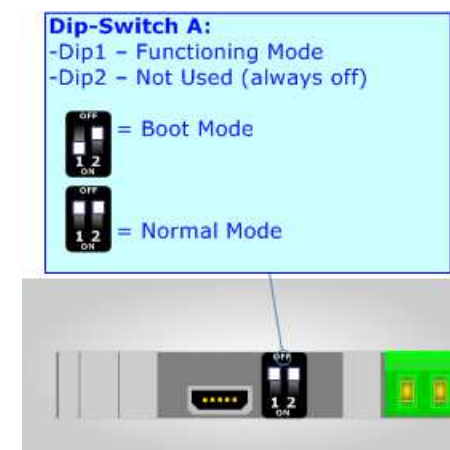 Dip-Switch A:
-Dip1 – Functioning Mode
-Dip2 – Not Used (always off)
OFF
= Boot Mode
1 2
ON
OFF
= Normal Mode
1 2
ON
OFF
1 2
ON